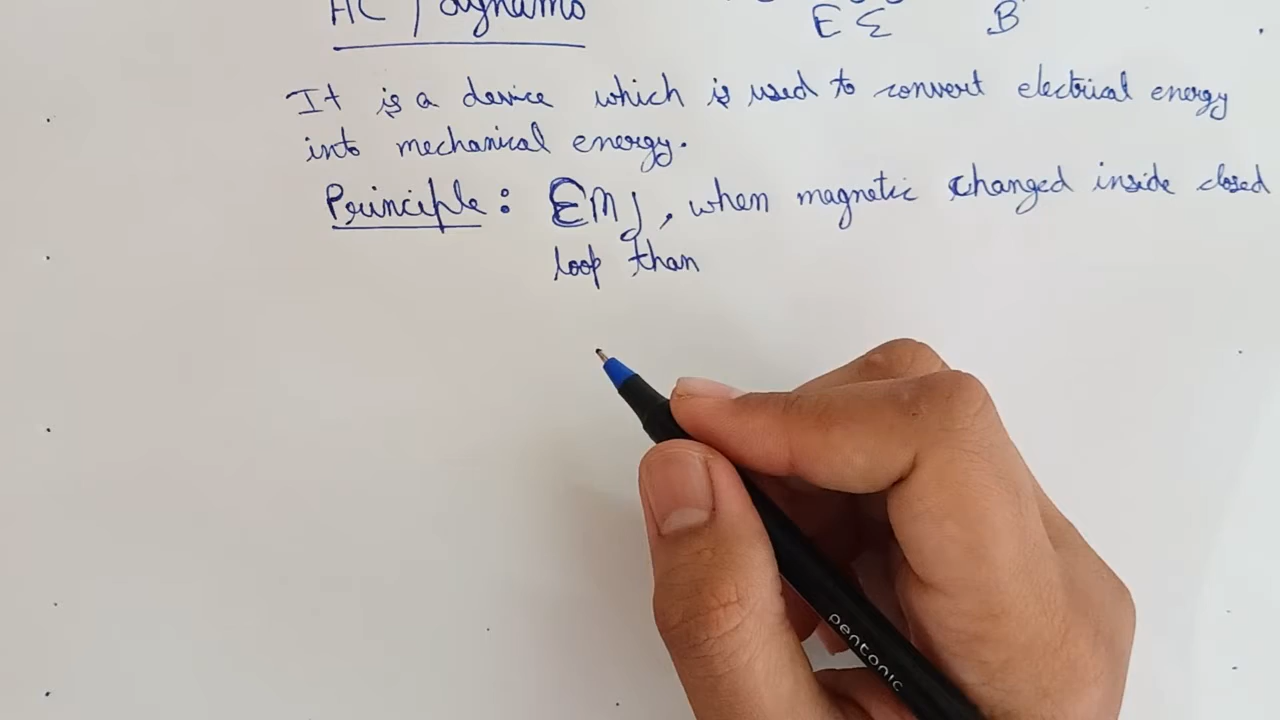 AC / dynamo
E Ɛ B
It is a device which is used to convert electrical energy
into mechanical energy.
Principle : EMJ, when magnetic changed inside closed
loop than
pentonic